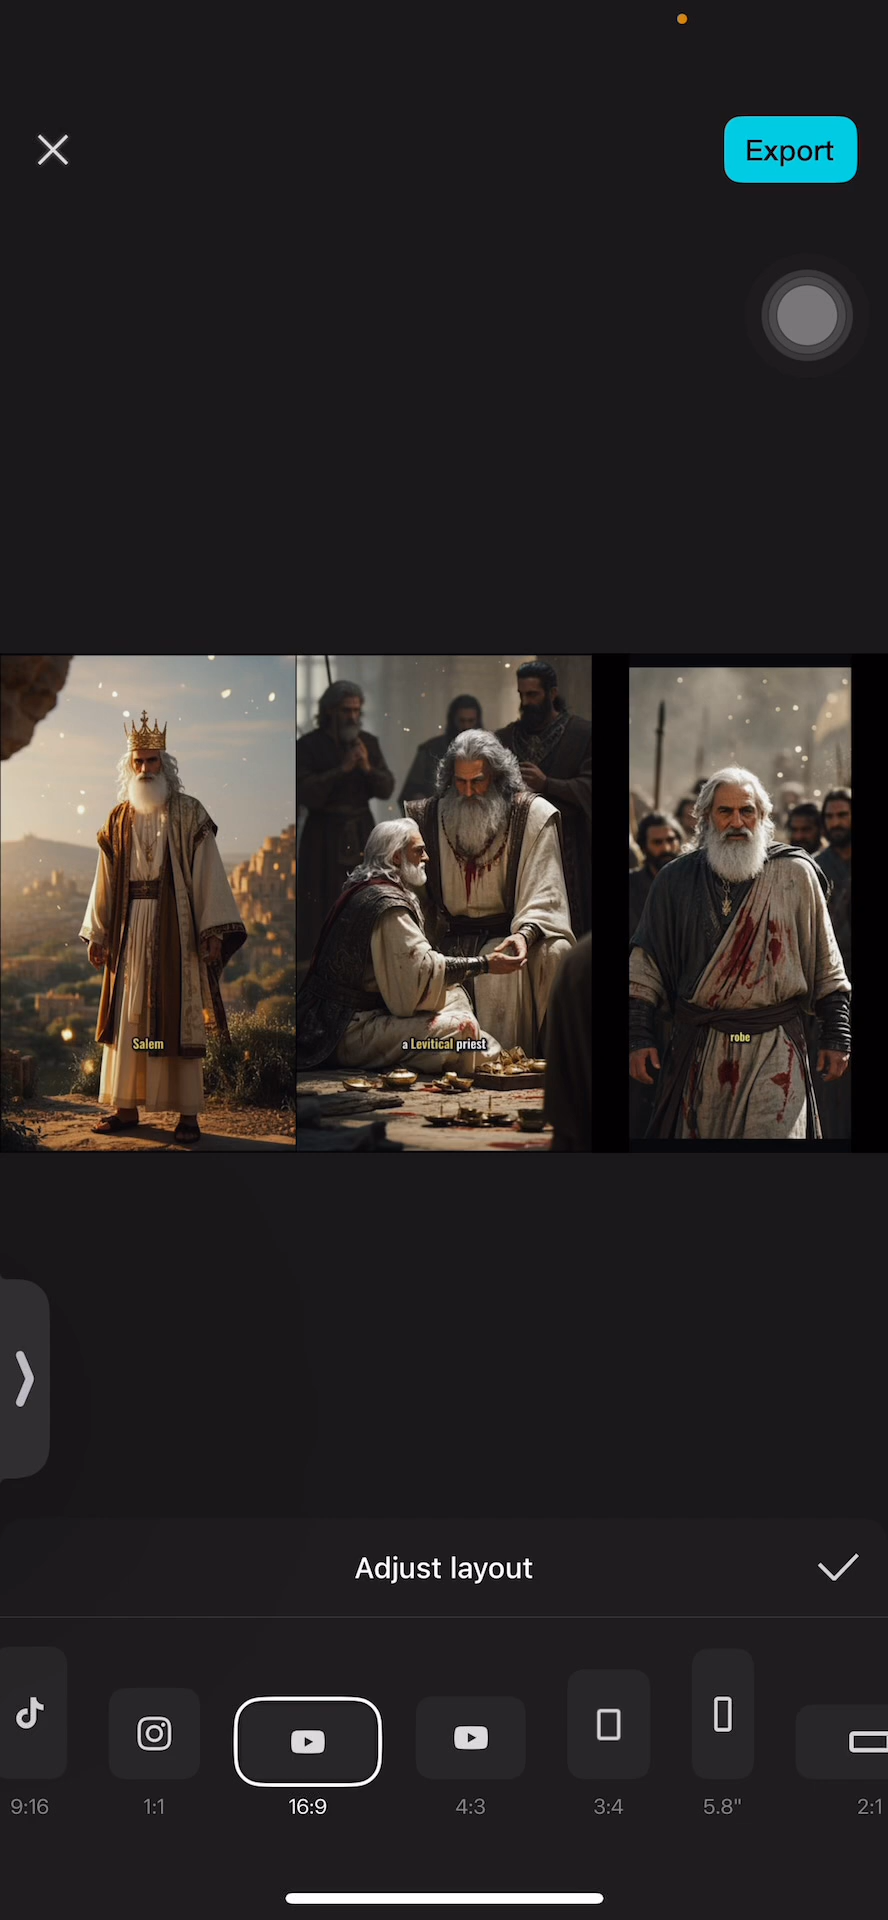 Export
Salem
a Levitical priest
robe
Adjust layout
9:16
1:1
16:9
4:3
3:4
5.8"
2:1